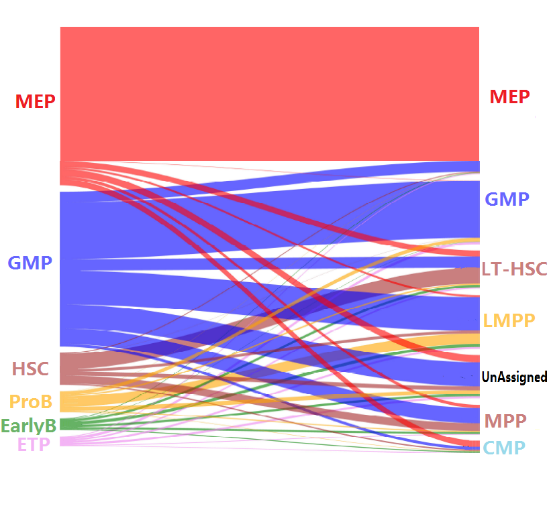 MEP
GMP
HSC
ProB
EarlyB
ETP
MEP
GMP
LT-HSC
LMPP
UnAssigned
MPP
CMP